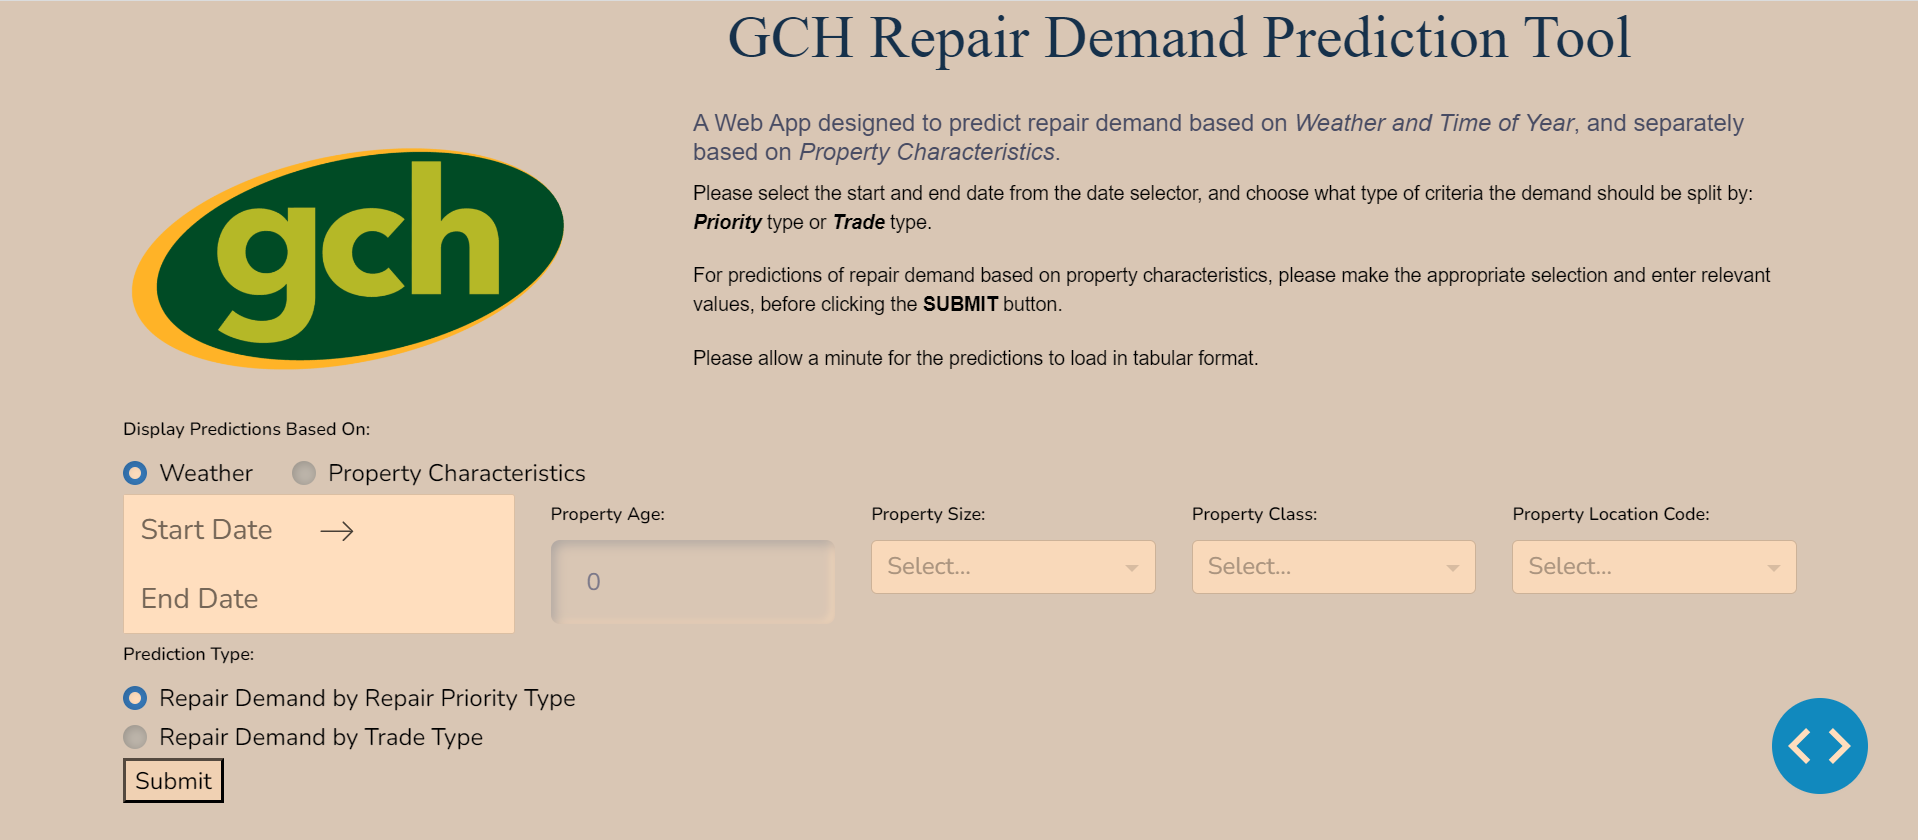 GCH Repair Demand Prediction Tool
gch
A Web App designed to predict repair demand based on Weather and Time of Year, and separately
based on Property Characteristics.
Please select the start and end date from the date selector, and choose what type of criteria the demand should be split by:
Priority type or Trade type.
For predictions of repair demand based on property characteristics, please make the appropriate selection and enter relevant
values, before clicking the SUBMIT button.
Please allow a minute for the predictions to load in tabular format.
Display Predictions Based On:
Weather Property Characteristics
Start Date →
End Date
Property Age:
0
Property Size:
Select...
Property Class:
Select...
Property Location Code:
Select...
Prediction Type:
Repair Demand by Repair Priority Type
Repair Demand by Trade Type
Submit